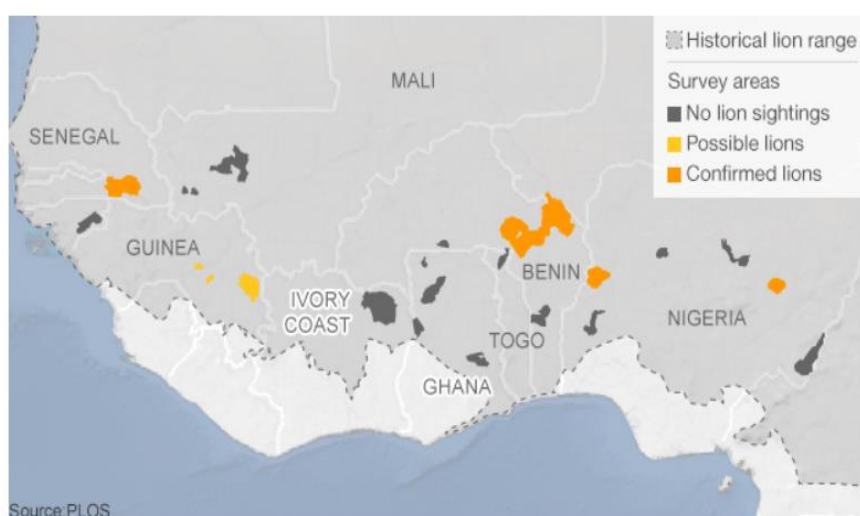 Historical lion range
Survey areas
No lion sightings
Possible lions
Confirmed lions
MALI
SENEGAL
GUINEA
BENIN
IVORY
COAST
NIGERIA
TOGO
GHANA
Source:PLOS